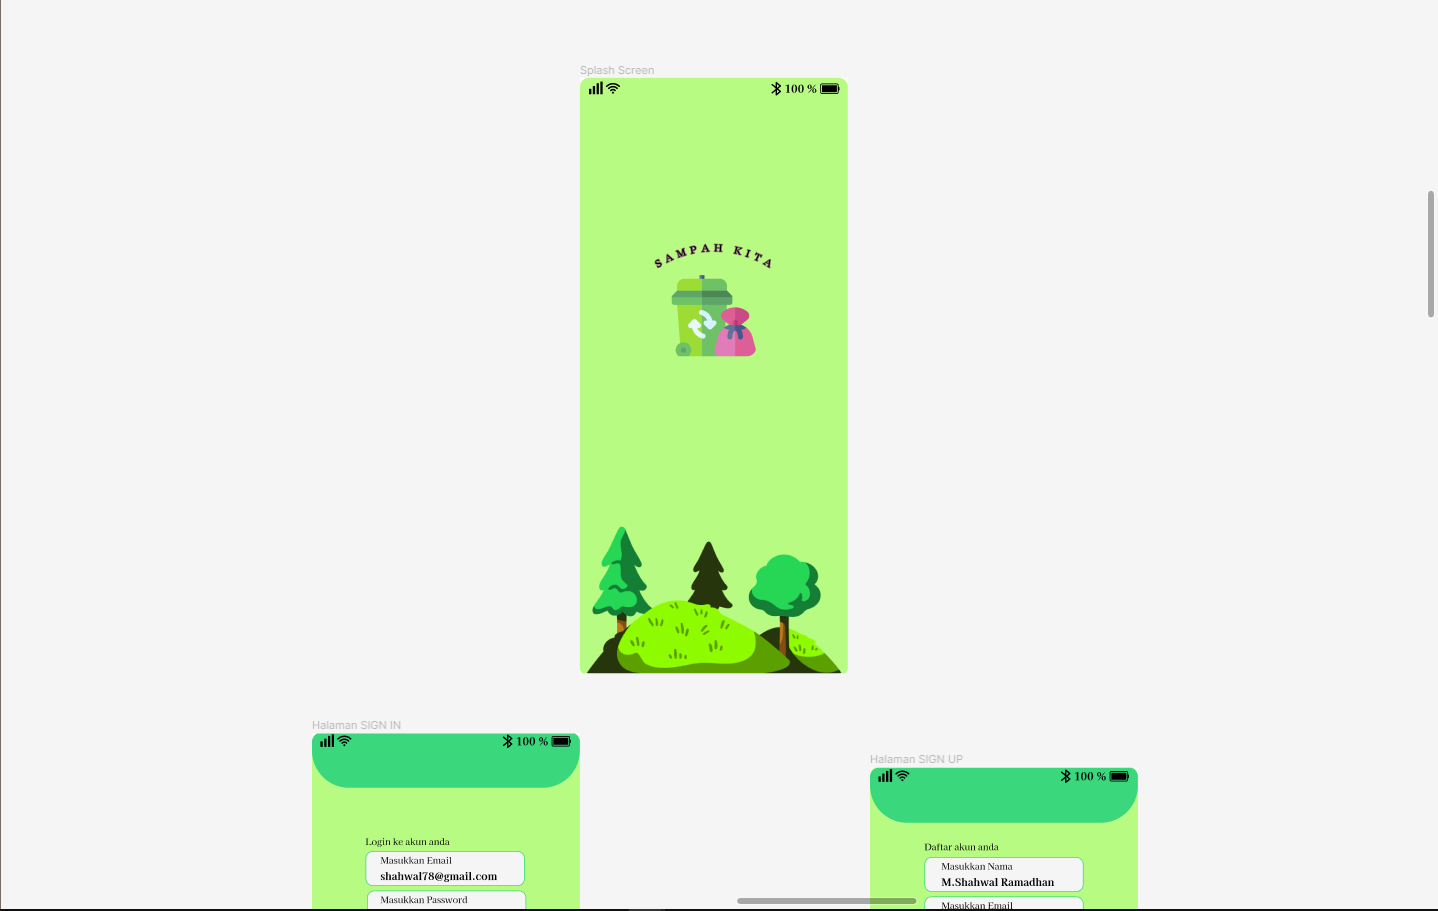 Splash Screen
100 %
SAMPAH KITA
Halaman SIGN IN
100 %
Login ke akun anda
Masukkan Email
shahwal78@gmail.com
Masukkan Password
Halaman SIGN UP
100 %
Daftar akun anda
Masukkan Nama
M.Shahwal Ramadhan
Masukkan Email